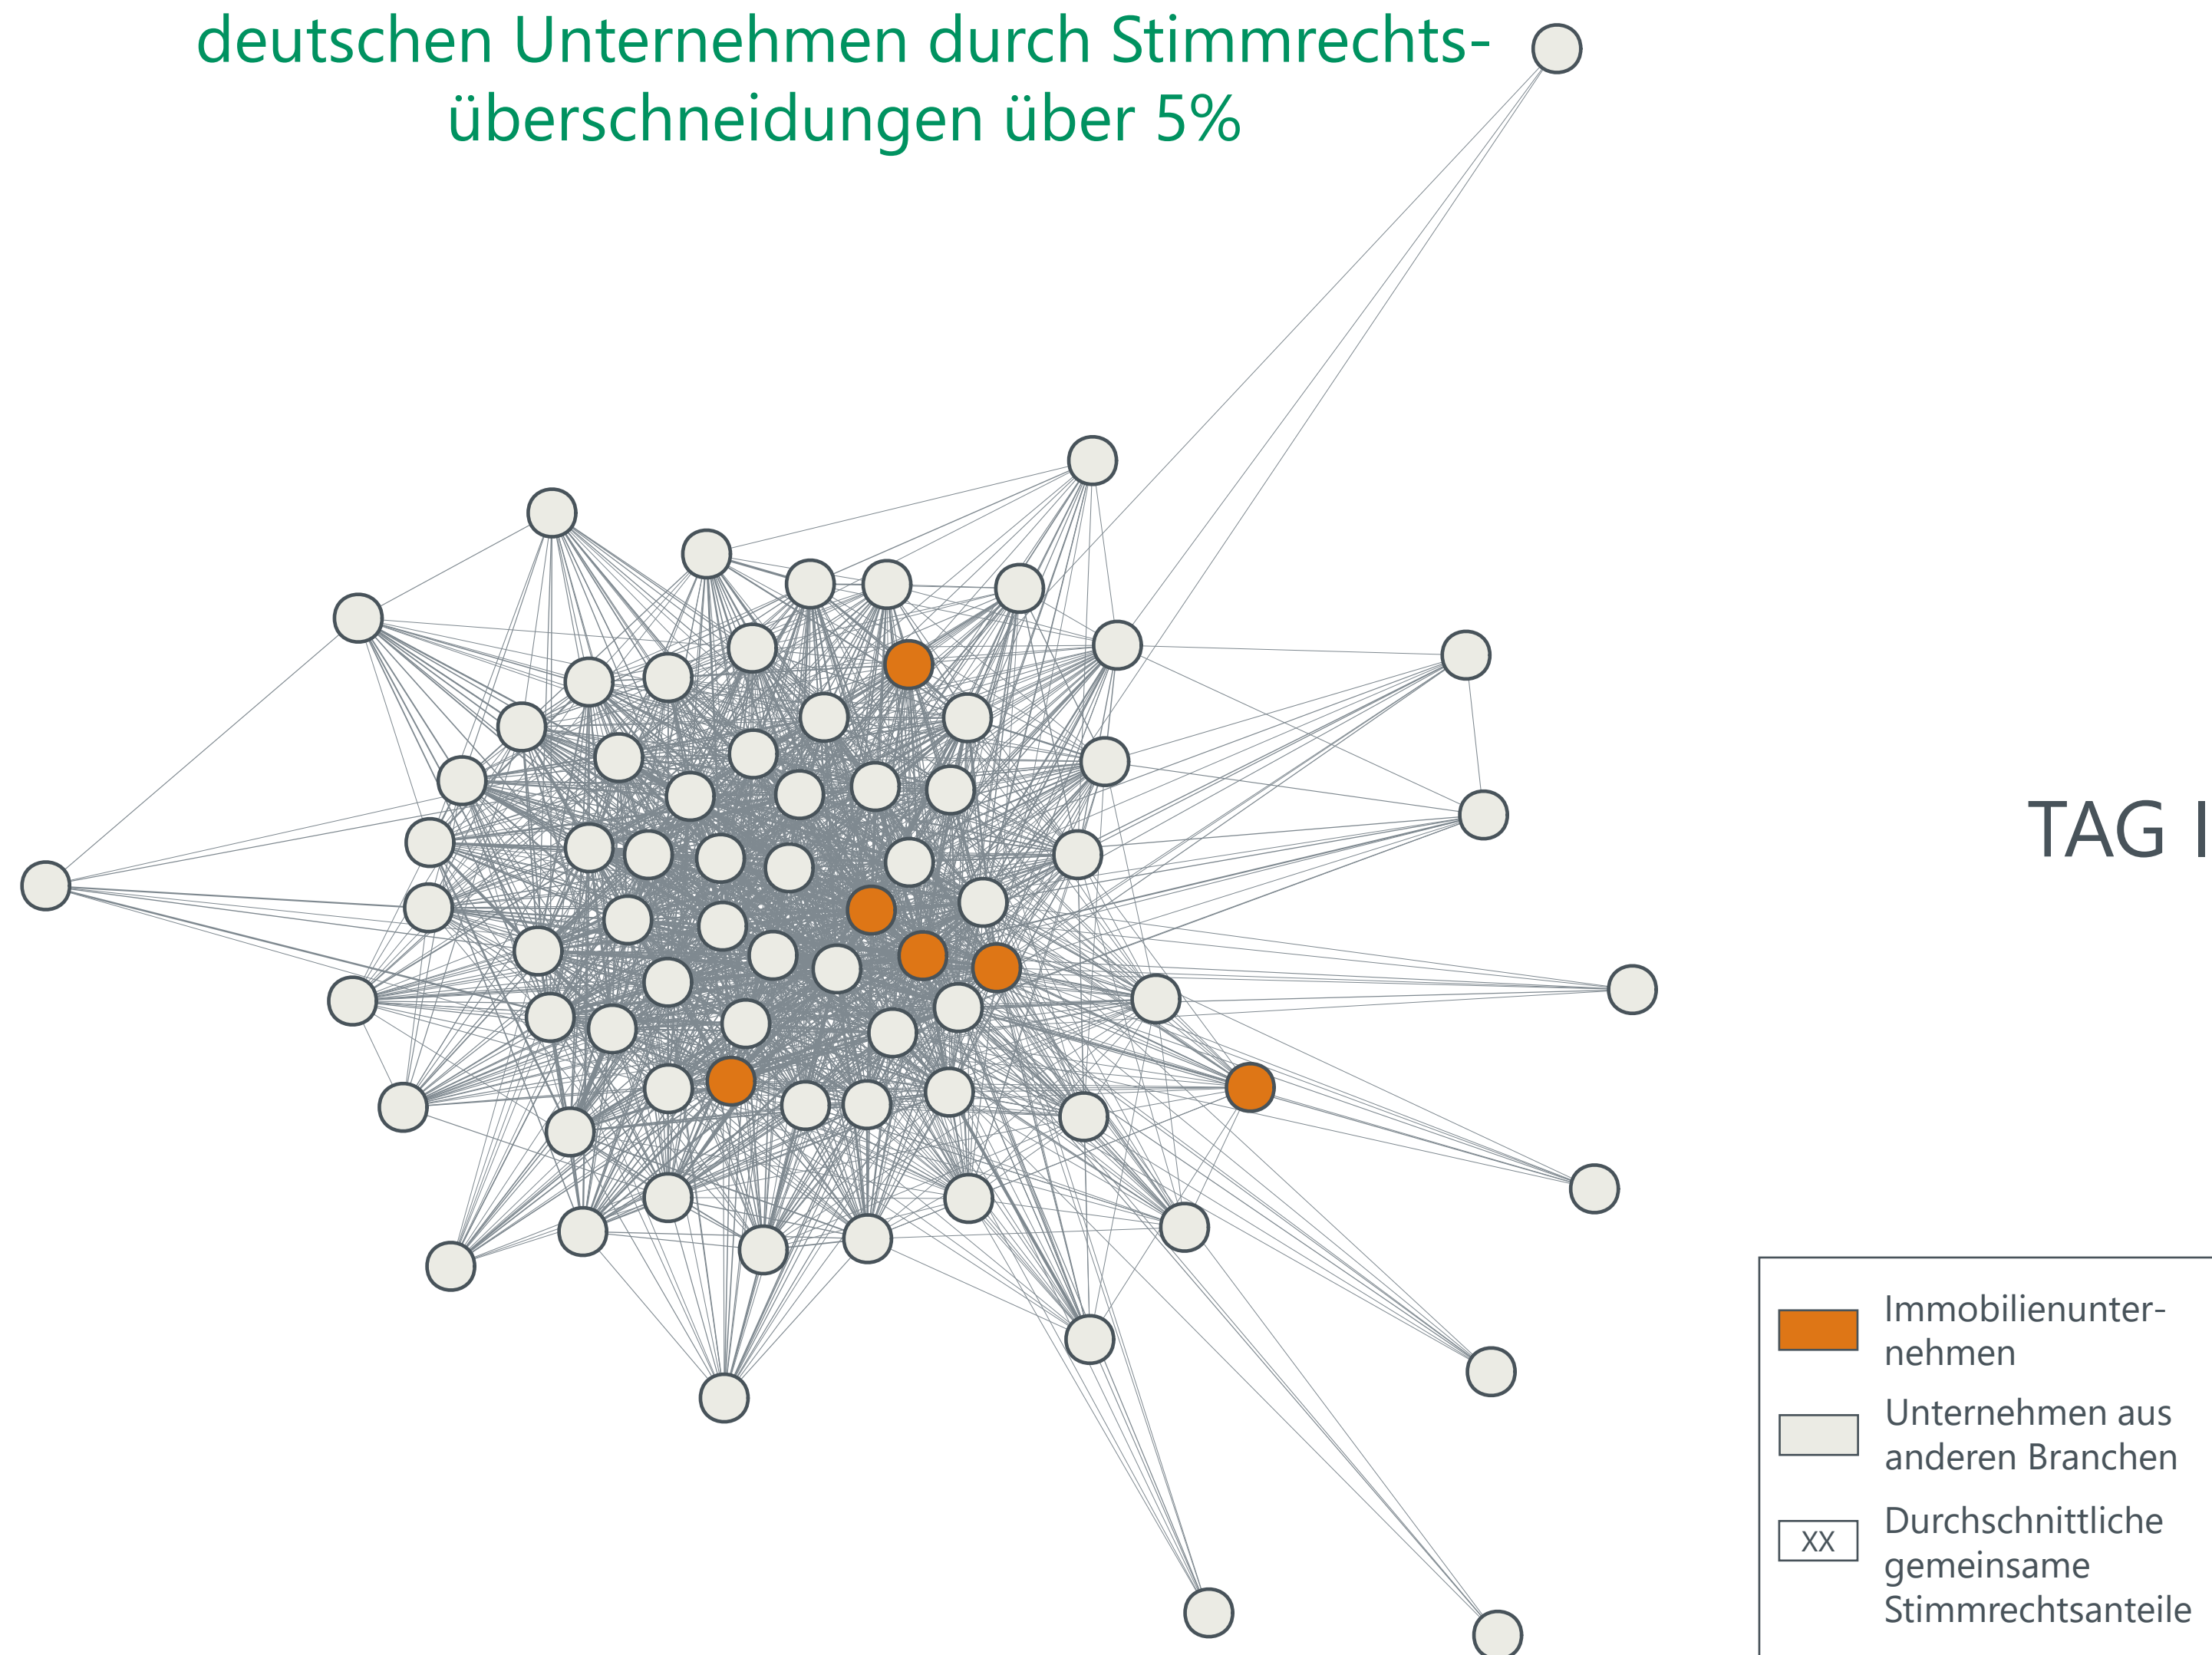 deutschen Unternehmen durch Stimmrechts-
überschneidungen über 5%
TAG I
Immobilienunter-
nehmen
Unternehmen aus
anderen Branchen
XX
Durchschnittliche
gemeinsame
Stimmrechtsanteile